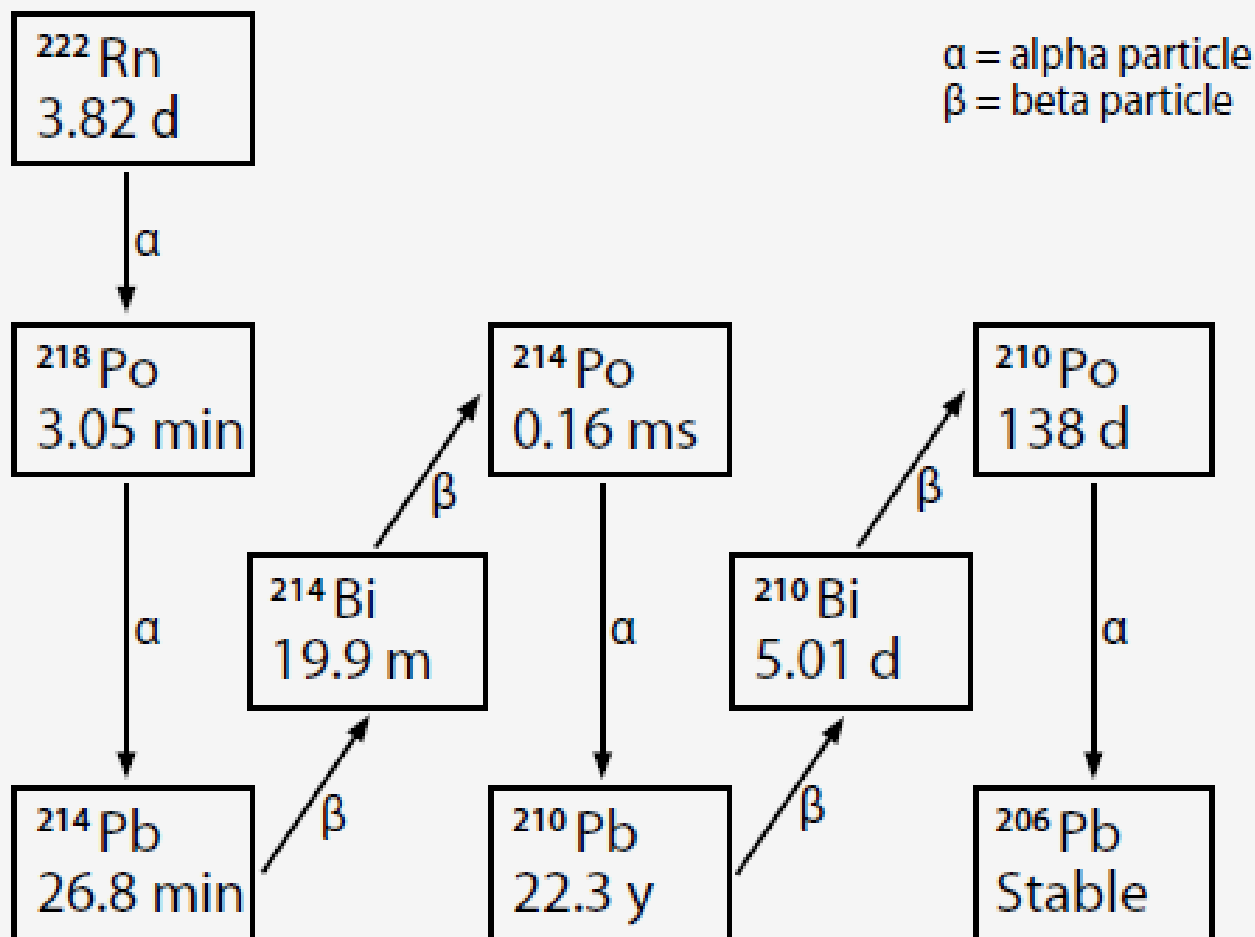 ²²²Rn
3.82 d
α = alpha particle
β = beta particle
α
²¹⁸Po
3.05 min
²¹⁴Po
0.16 ms
²¹⁰Po
138 d
β
β
²¹⁴Bi
19.9 m
²¹⁰Bi
5.01 d
α
α
α
β
β
²¹⁴Pb
26.8 min
²¹⁰Pb
22.3 y
²⁰⁶Pb
Stable